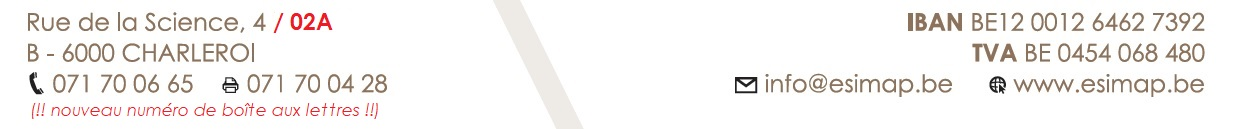 Rue de la Science, 4 / 02A
B - 6000 CHARLEROI
071 70 06 65 071 70 04 28
(!! nouveau numéro de boîte aux lettres !!)
IBAN BE12 0012 6462 7392
TVA BE 0454 068 480
info@esimap.be www.esimap.be